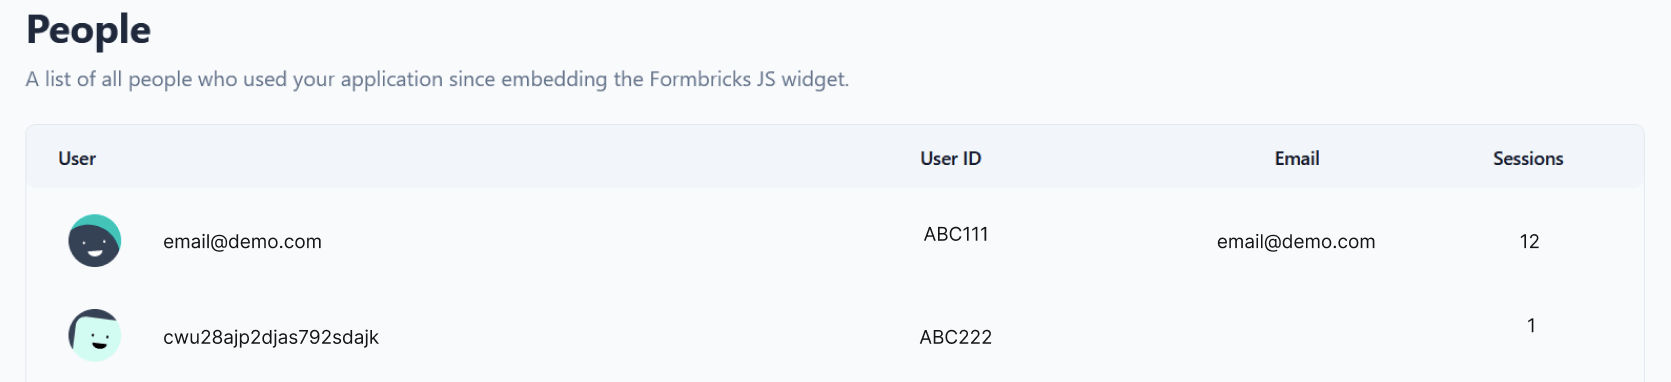 People
A list of all people who used your application since embedding the Formbricks JS widget.
User User ID Email Sessions
email@demo.com ABC111 email@demo.com 12
cwu28ajp2djas792sdajk ABC222 1